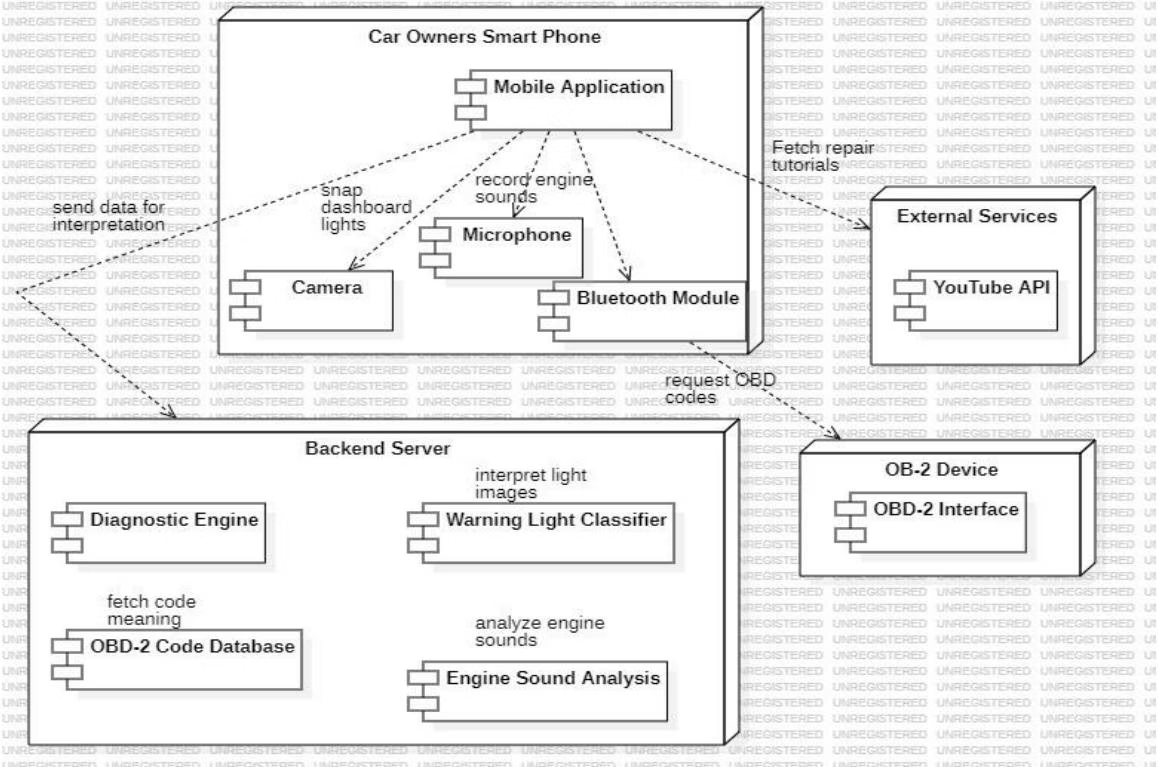 Car Owners Smart Phone
Mobile Application
Fetch repair
tutorials
record engine
sounds
snap
dashboard
lights
send data for
interpretation
External Services
Microphone
Camera
YouTube API
Bluetooth Module
request OBD
codes
Backend Server
OB-2 Device
interpret light
images
OBD-2 Interface
Diagnostic Engine
Warning Light Classifier
fetch code
meaning
OBD-2 Code Database
analyze engine
sounds
Engine Sound Analysis
UNREGISTERED